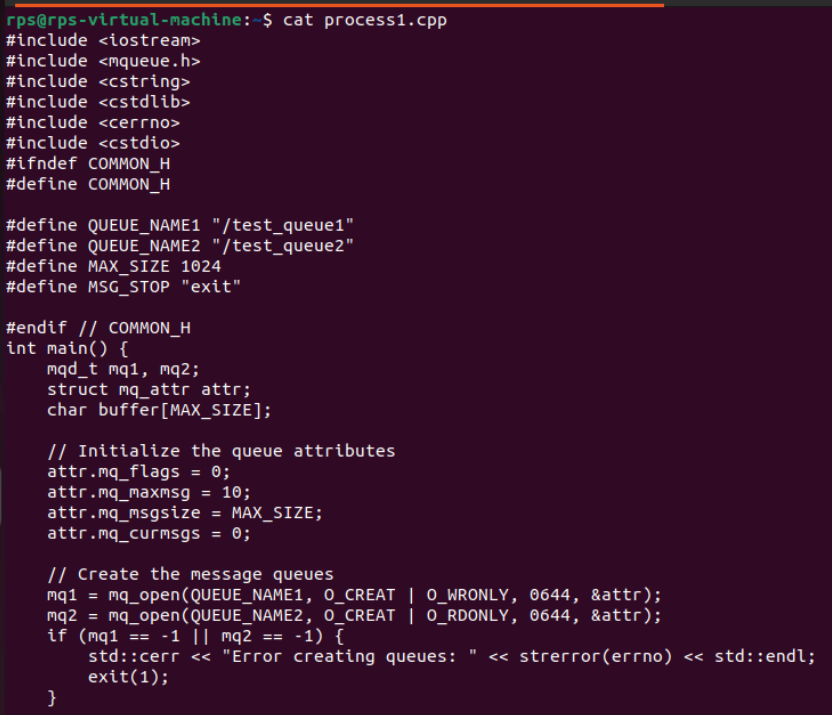 rps@rps-virtual-machine:~$ cat process1.cpp
#include <iostream>
#include <mqueue.h>
#include <cstring>
#include <cstdlib>
#include <cerrno>
#include <cstdio>
#ifndef COMMON_H
#define COMMON_H

#define QUEUE_NAME1 "/test_queue1"
#define QUEUE_NAME2 "/test_queue2"
#define MAX_SIZE 1024
#define MSG_STOP "exit"

#endif // COMMON_H
int main() {
    mqd_t mq1, mq2;
    struct mq_attr attr;
    char buffer[MAX_SIZE];

    // Initialize the queue attributes
    attr.mq_flags = 0;
    attr.mq_maxmsg = 10;
    attr.mq_msgsize = MAX_SIZE;
    attr.mq_curmsgs = 0;

    // Create the message queues
    mq1 = mq_open(QUEUE_NAME1, O_CREAT | O_WRONLY, 0644, &attr);
    mq2 = mq_open(QUEUE_NAME2, O_CREAT | O_RDONLY, 0644, &attr);
    if (mq1 == -1 || mq2 == -1) {
        std::cerr << "Error creating queues: " << strerror(errno) << std::endl;
        exit(1);
    }